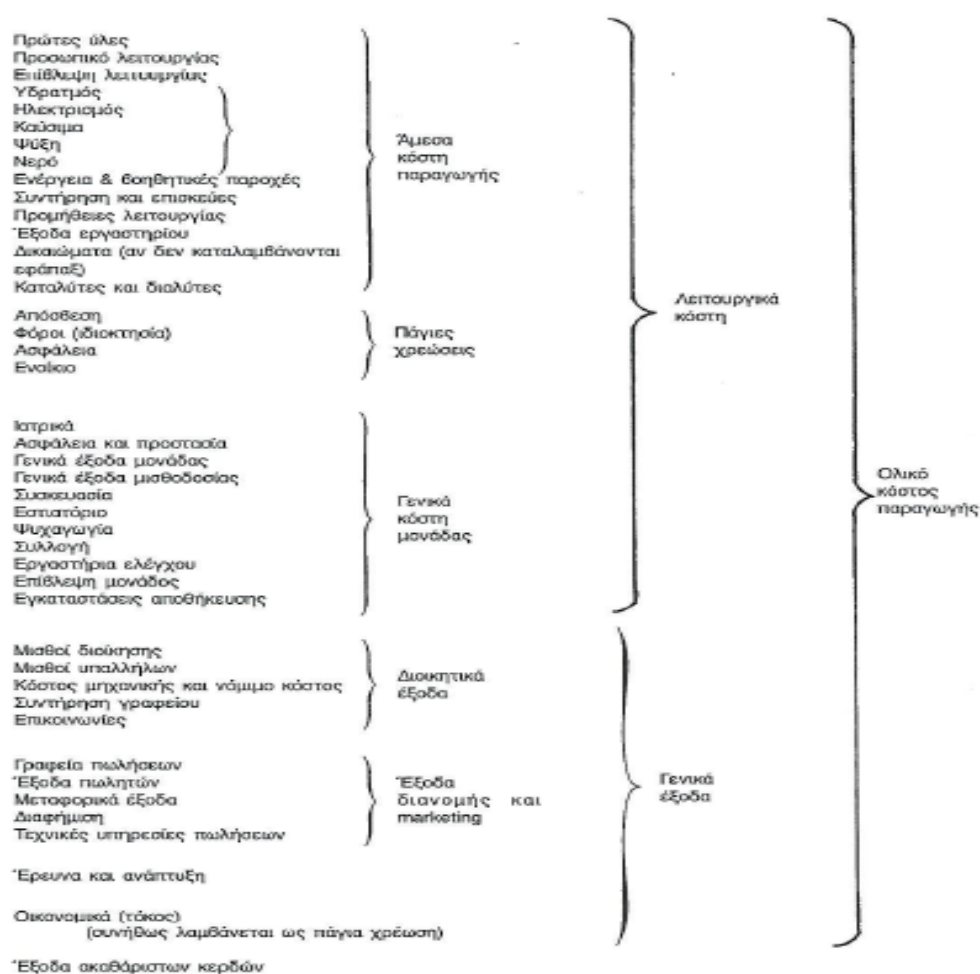 Πρώτες ύλες
Προσωπικό λειτουργίας
Επίβλεψη λειτουργίας
Υδρατμός
Ηλεκτρισμός
Καύσιμα
Ψύξη
Νερό
Ενέργεια & βοηθητικές παροχές
Συντήρηση και επισκεύες
Προμήθειες λειτουργίας
Έξοδα εργαστηρίου
Δικαιώματα (αν δεν καταλαμβάνονται
εφάπαξ)
Καταλύτες και διαλύτες
Άμεσα
κόστη
παραγωγής
Απόσβεση
Φόροι (ιδιοκτησία)
Ασφάλεια
Ενοίκιο
Πάγιες
χρεώσεις
Ιατρικά
Ασφάλεια και προστασία
Γενικά έξοδα μονάδας
Γενικά έξοδα μισθοδοσίας
Συσκευασία
Εστιατόριο
Ψυχαγωγία
Συλλογή
Εργαστήρια ελέγχου
Επίβλεψη μονάδος
Εγκαταστάσεις αποθήκευσης
Γενικά
κόστη
μονάδας
Λειτουργικά
κόστη
Μισθοί διοίκησης
Μισθοί υπαλλήλων
Κόστος μηχανικής και νόμιμο κόστος
Συντήρηση γραφείου
Επικοινωνίες
Διοικητικά
έξοδα
Γραφεία πωλήσεων
Έξοδα πωλητών
Μεταφορικά έξοδα
Διαφήμιση
Τεχνικές υπηρεσίες πωλήσεων
Έξοδα
διανομής και
marketing
Έρευνα και ανάπτυξη
Οικονομικά (τόκος)
(συνήθως λαμβάνεται ως πάγια χρέωση)
Γενικά
έξοδα
Ολικό
κόστος
παραγωγής
Έξοδα ακαθάριστων κερδών